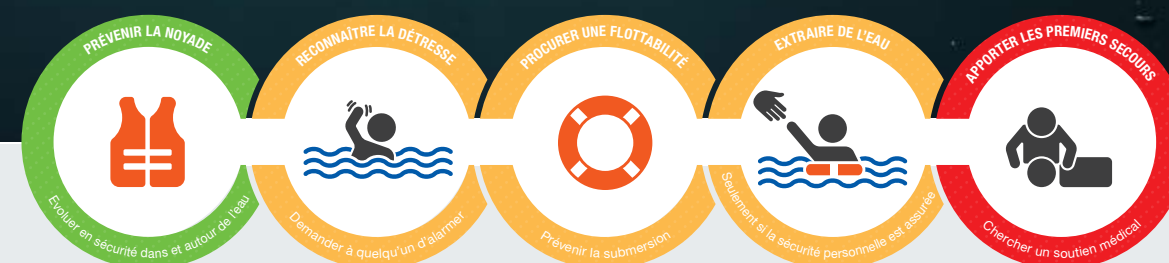 PRÉVENIR LA NOYADE
Evoluer en sécurité dans et autour de l'eau
RECONNAÎTRE LA DÉTRESSE
Demander à quelqu'un d'alarmer
PROCURER UNE FLOTTABILITÉ
Prévenir la submersion
EXTRAIRE DE L'EAU
Seulement si la sécurité personnelle est assurée
APPORTER LES PREMIERS SECOURS
Chercher un soutien médical